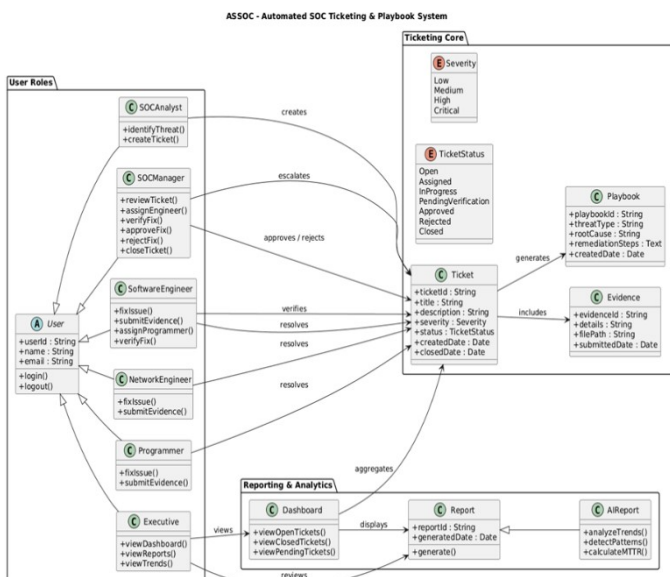 ASSOC - Automated SOC Ticketing & Playbook System
User Roles
C SOCAnalyst
+identifyThreat()
+createTicket()
C SOCManager
+reviewTicket()
+assignEngineer()
+verifyFix()
+approveFix()
+rejectFix()
+closeTicket()
C SoftwareEngineer
+fixIssue()
+submitEvidence()
+assignProgrammer()
+verifyFix()
A User
+userId : String
+name : String
+email : String
+login()
+logout()
C NetworkEngineer
+fixIssue()
+submitEvidence()
C Programmer
+fixIssue()
+submitEvidence()
C Executive
+viewDashboard()
+viewReports()
+viewTrends()
creates
escalates
approves / rejects
verifies
resolves
resolves
resolves
aggregates
views
reviews
Ticketing Core
E Severity
Low
Medium
High
Critical
E TicketStatus
Open
Assigned
InProgress
PendingVerification
Approved
Rejected
Closed
C Ticket
+ticketId : String
+title : String
+description : String
+severity : Severity
+status : TicketStatus
+createdDate : Date
+closedDate : Date
generates
includes
C Playbook
+playbookId : String
+threatType : String
+rootCause : String
+remediationSteps : Text
+createdDate : Date
C Evidence
+evidenceId : String
+details : String
+filePath : String
+submittedDate : Date
Reporting & Analytics
C Dashboard
+viewOpenTickets()
+viewClosedTickets()
+viewPendingTickets()
displays
C Report
+reportId : String
+generatedDate : Date
+generate()
C AIReport
+analyzeTrends()
+detectPatterns()
+calculateMTTR()